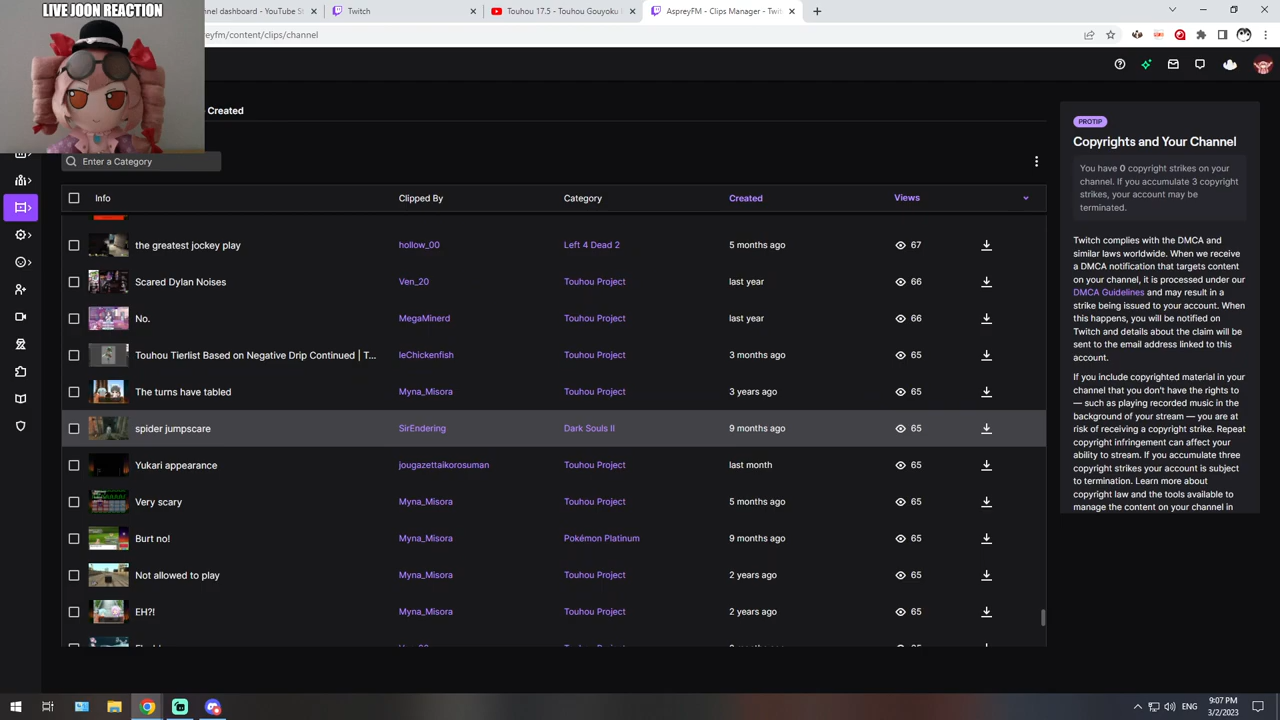 LIVE JOON REACTION
nnel dashboard - YouTube S
Twitch
Touhou 17.5 - Touhou Gouyoku I
AspreyFM - Clips Manager - Twit
eyfm/content/clips/channel
Created
Enter a Category
Info Clipped By Category Created Views
the greatest jockey play hollow_00 Left 4 Dead 2 5 months ago 67
Scared Dylan Noises Ven_20 Touhou Project last year 66
No. MegaMinerd Touhou Project last year 66
Touhou Tierlist Based on Negative Drip Continued | T... leChickenfish Touhou Project 3 months ago 65
The turns have tabled Myna_Misora Touhou Project 3 years ago 65
spider jumpscare SirEndering Dark Souls II 9 months ago 65
Yukari appearance jougazettaikorosuman Touhou Project last month 65
Very scary Myna_Misora Touhou Project 5 months ago 65
Burt no! Myna_Misora Pokémon Platinum 9 months ago 65
Not allowed to play Myna_Misora Touhou Project 2 years ago 65
EH?! Myna_Misora Touhou Project 2 years ago 65
PROTIP
Copyrights and Your Channel
You have 0 copyright strikes on your
channel. If you accumulate 3 copyright
strikes, your account may be
terminated.
Twitch complies with the DMCA and
similar laws worldwide. When we receive
a DMCA notification that targets content
on your channel, it is processed under our
DMCA Guidelines and may result in a
strike being issued to your account. When
this happens, you will be notified on
Twitch and details about the claim will be
sent to the email address linked to this
account.
If you include copyrighted material in your
channel that you don't have the rights to
— such as playing recorded music in the
background of your stream — you are at
risk of receiving a copyright strike. Repeat
copyright infringement can affect your
ability to stream. If you accumulate three
copyright strikes your account is subject
to termination. Learn more about
copyright law and the tools available to
manage the content on your channel in
ENG
9:07 PM
3/2/2023